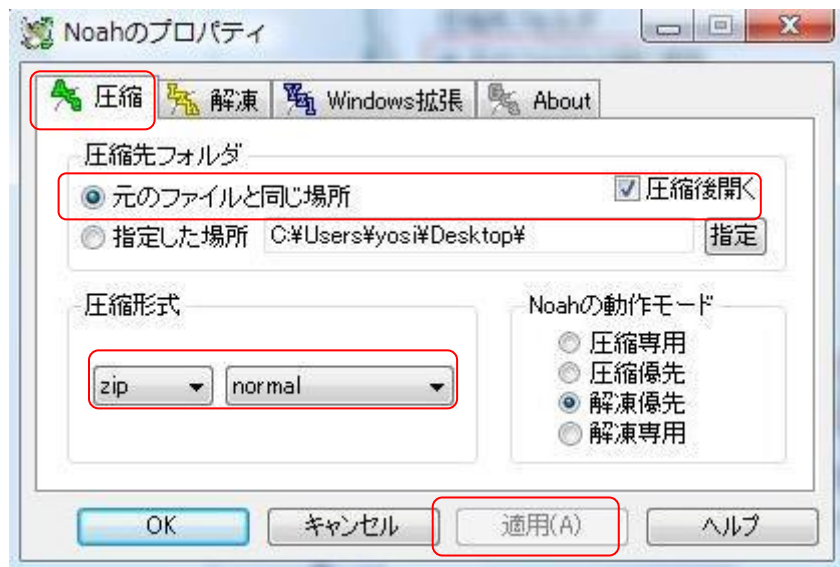 Noahのプロパティ
圧縮 解凍 Windows拡張 About
圧縮先フォルダ
元のファイルと同じ場所 圧縮後開く
指定した場所 C:¥Users¥yosi¥Desktop¥ 指定
圧縮形式
zip normal
Noahの動作モード
圧縮専用
圧縮優先
解凍優先
解凍専用
OK キャンセル 適用(A) ヘルプ